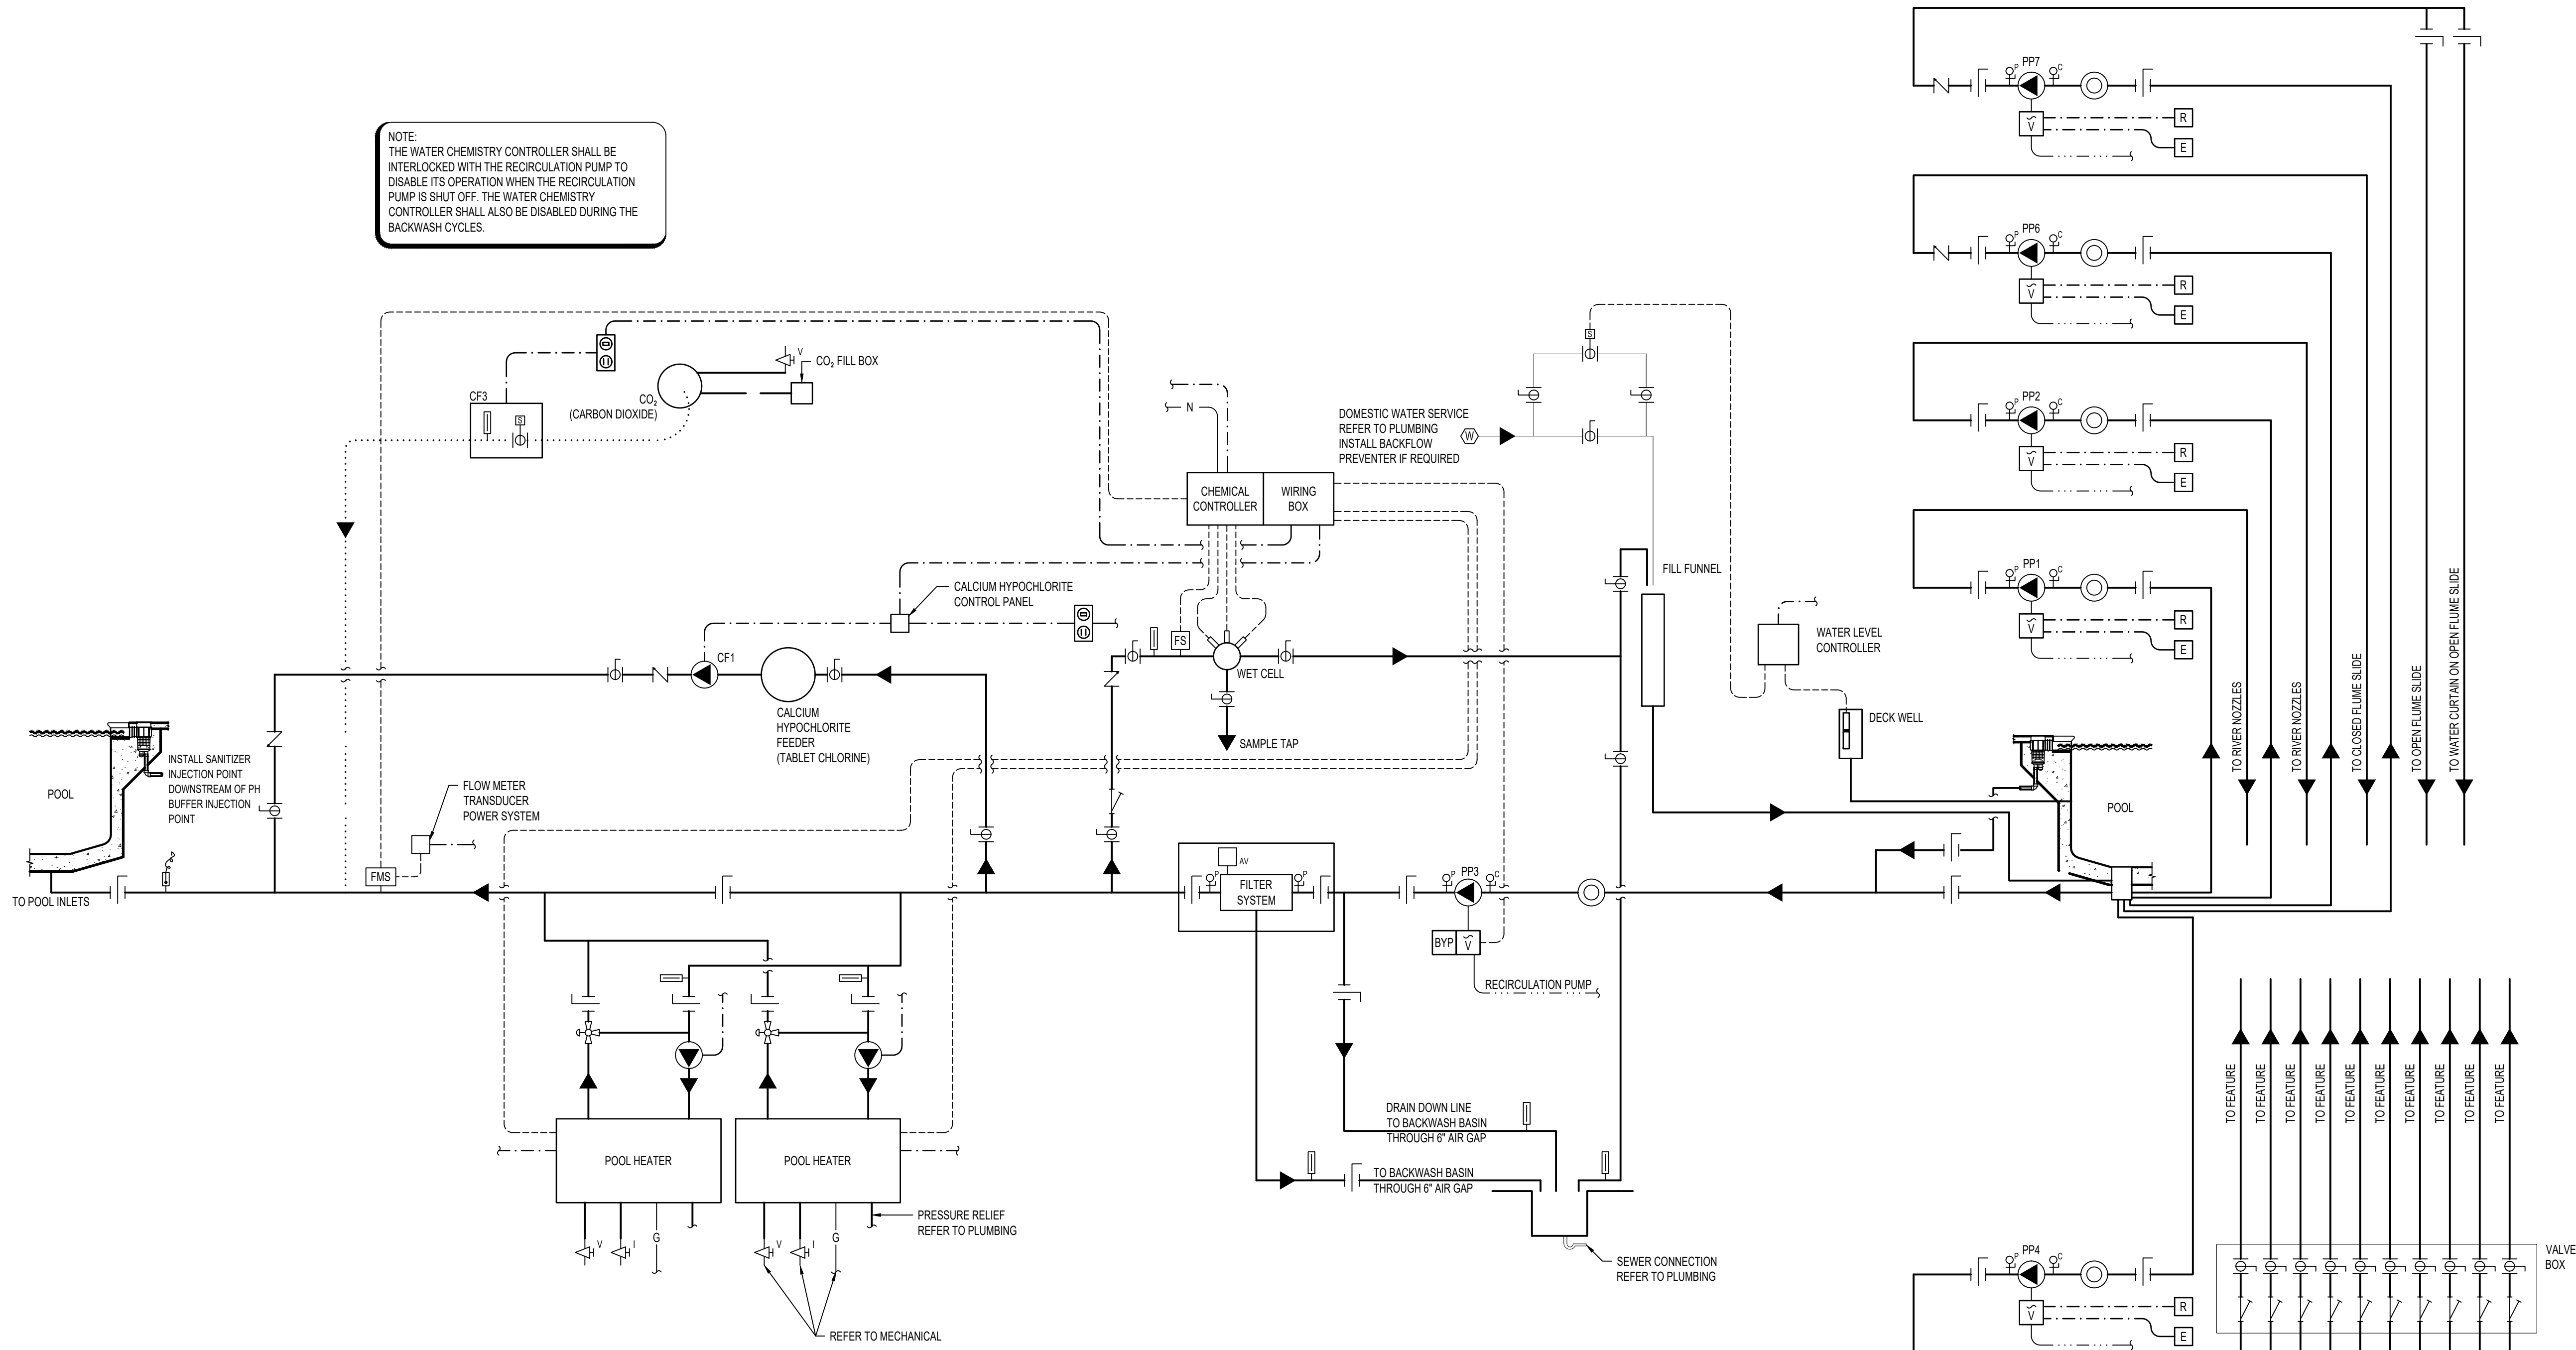 NOTE:
THE WATER CHEMISTRY CONTROLLER SHALL BE
INTERLOCKED WITH THE RECIRCULATION PUMP TO
DISABLE ITS OPERATION WHEN THE RECIRCULATION
PUMP IS SHUT OFF. THE WATER CHEMISTRY
CONTROLLER SHALL ALSO BE DISABLED DURING THE
BACKWASH CYCLES.
CF3
S
CO₂
(CARBON DIOXIDE)
V
CO₂ FILL BOX
N
CHEMICAL
CONTROLLER
WIRING
BOX
DOMESTIC WATER SERVICE
REFER TO PLUMBING
INSTALL BACKFLOW
PREVENTER IF REQUIRED
W
S
CALCIUM HYPOCHLORITE
CONTROL PANEL
CF1
CALCIUM
HYPOCHLORITE
FEEDER
(TABLET CHLORINE)
FS
WET CELL
SAMPLE TAP
FILL FUNNEL
WATER LEVEL
CONTROLLER
DECK WELL
POOL
INSTALL SANITIZER
INJECTION POINT
DOWNSTREAM OF PH
BUFFER INJECTION
POINT
FLOW METER
TRANSDUCER
POWER SYSTEM
FMS
TO POOL INLETS
AV
P
FILTER
SYSTEM
P
P
PP3
C
BYP
V
RECIRCULATION PUMP
POOL
POOL HEATER
POOL HEATER
V
I
G
V
I
G
PRESSURE RELIEF
REFER TO PLUMBING
REFER TO MECHANICAL
DRAIN DOWN LINE
TO BACKWASH BASIN
THROUGH 6" AIR GAP
TO BACKWASH BASIN
THROUGH 6" AIR GAP
SEWER CONNECTION
REFER TO PLUMBING
PP7
P
C
V
R
E
PP6
P
C
V
R
E
PP2
P
C
V
R
E
PP1
P
C
V
R
E
TO RIVER NOZZLES
TO RIVER NOZZLES
TO CLOSED FLUME SLIDE
TO OPEN FLUME SLIDE
TO WATER CURTAIN ON OPEN FLUME SLIDE
TO FEATURE
TO FEATURE
TO FEATURE
TO FEATURE
TO FEATURE
TO FEATURE
TO FEATURE
TO FEATURE
TO FEATURE
TO FEATURE
PP4
P
C
V
R
E
VALVE
BOX